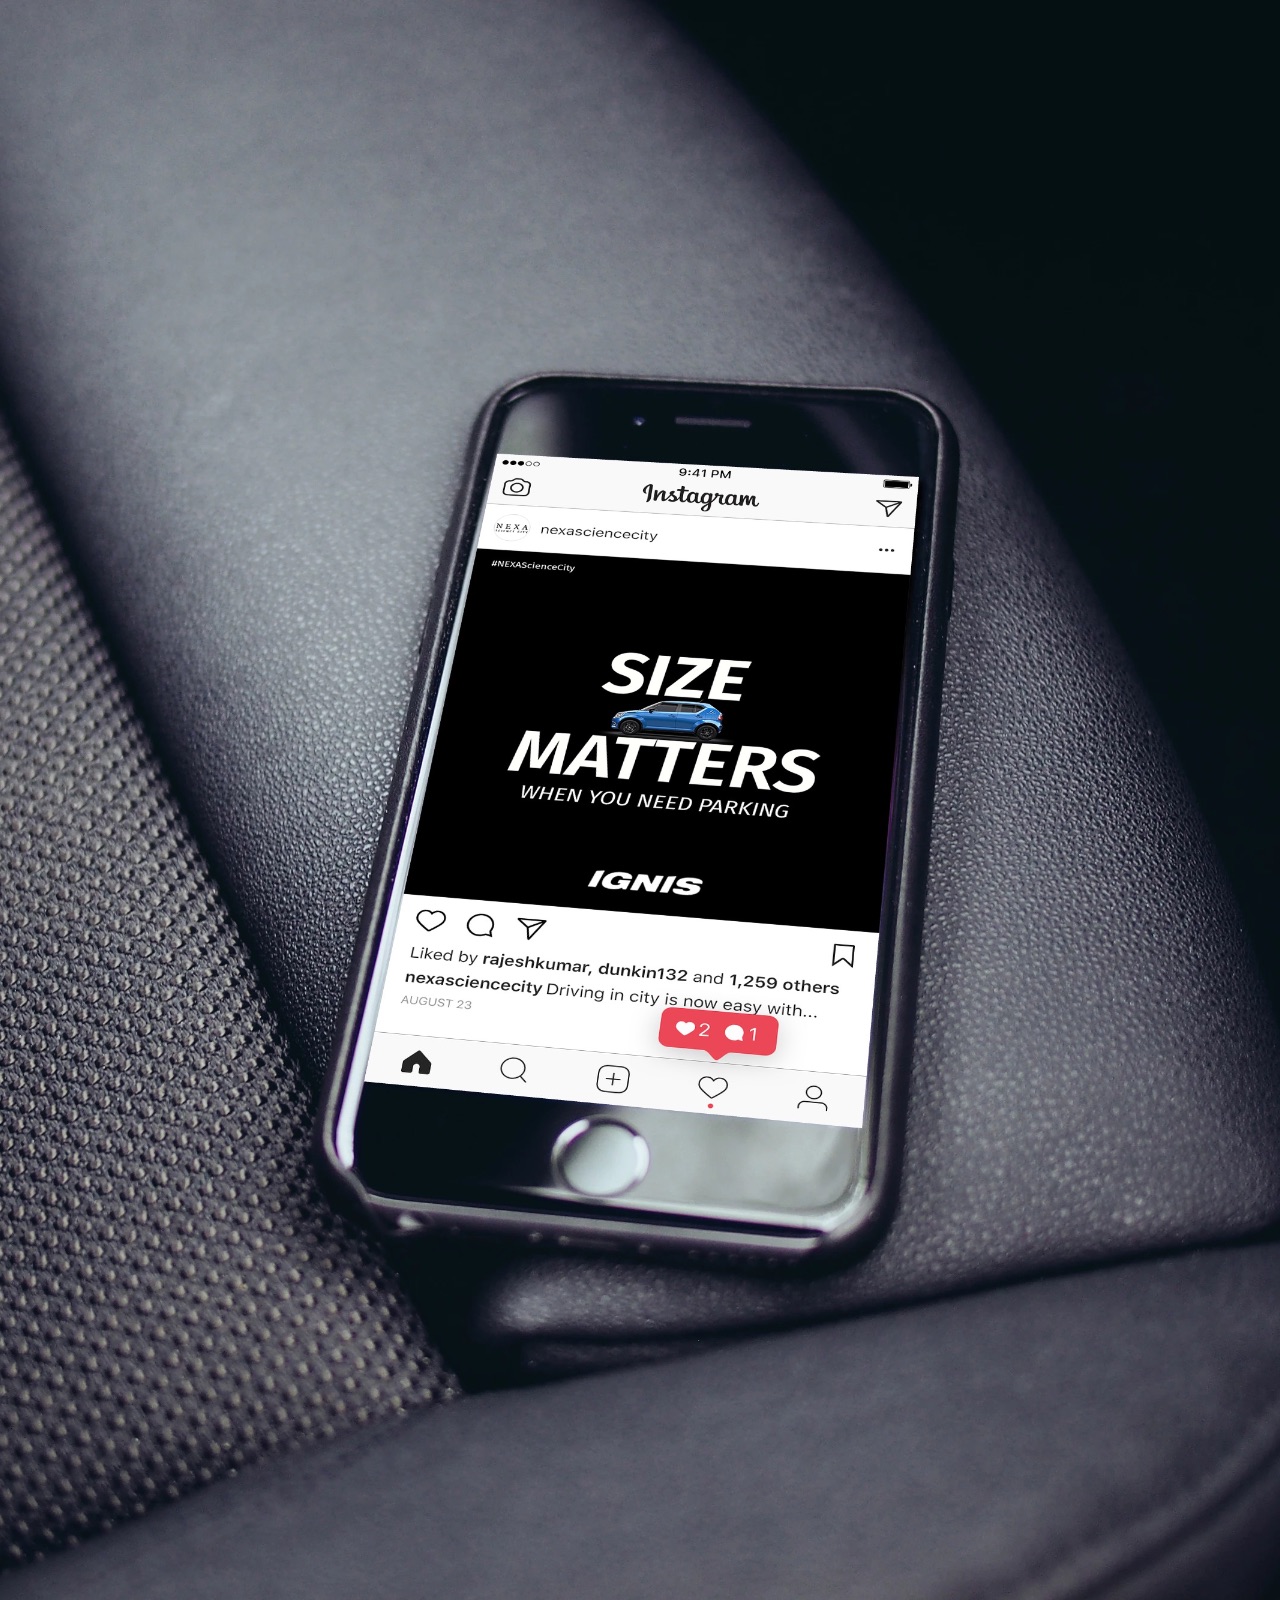 9:41 PM
Instagram
NEXA
nexasciencecity
#NEXAScienceCity
SIZE
MATTERS
WHEN YOU NEED PARKING
IGNIS
Liked by rajeshkumar, dunkin132 and 1,259 others
nexasciencecity Driving in city is now easy with...
AUGUST 23
2 1